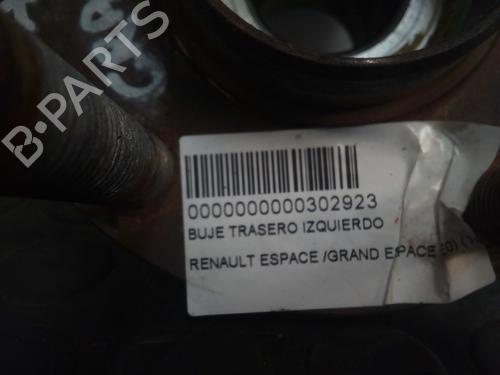 B-PARTS
0000000000302923
BUJE TRASERO IZQUIERDO
RENAULT ESPACE /GRAND ESPACE